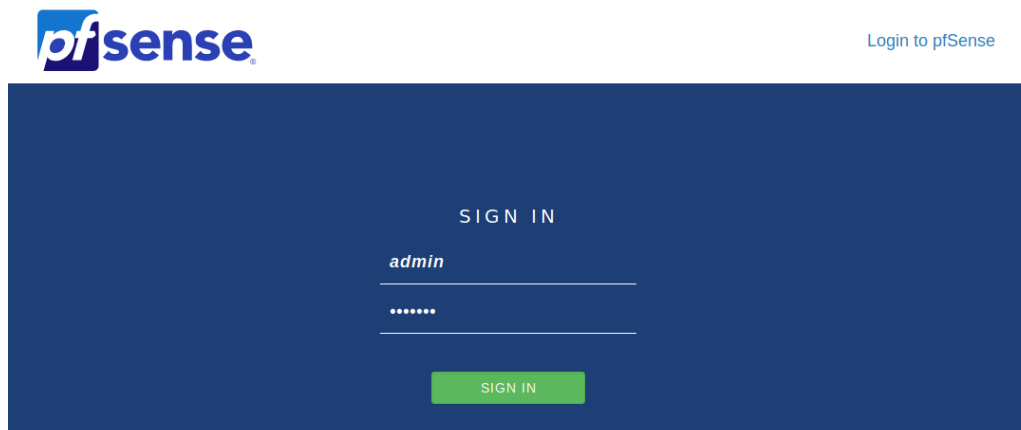 pfsense®
Login to pfSense
SIGN IN
admin
•••••••
SIGN IN